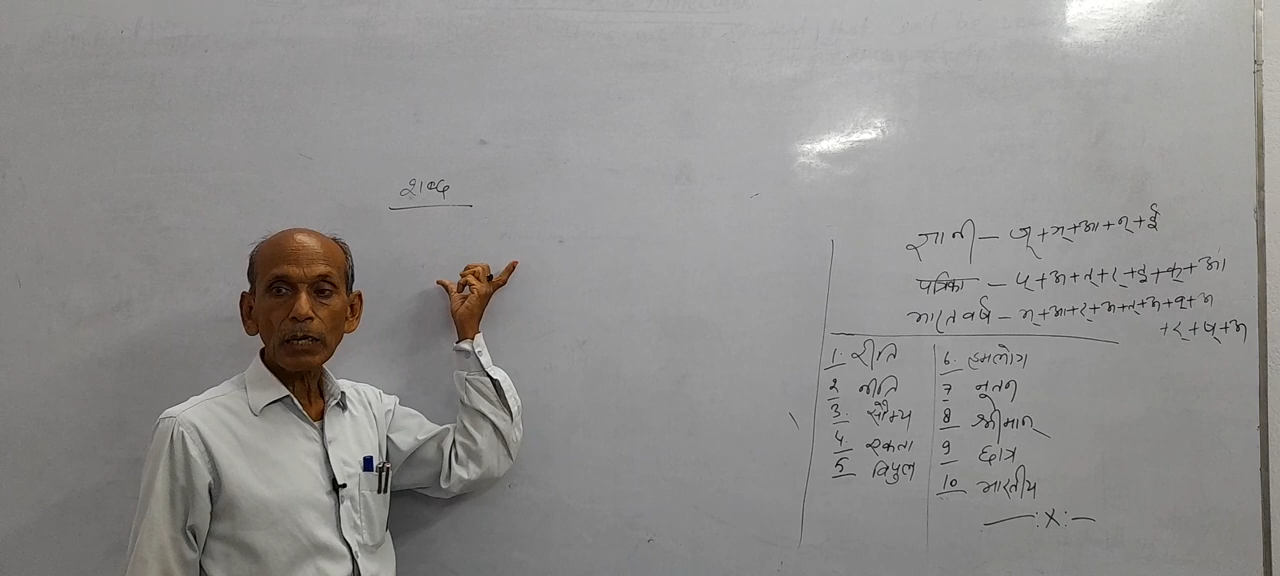 शब्द
ज्ञानी – ज्+ञ्+आ+न्+ई
पत्रिका – प्+अ+त्+र्+इ+क्+आ
भारतवर्ष – भ्+आ+र्+अ+त्+अ+व्+अ
+र्+ष्+अ
1. रीति
2 नीति
3. सौम्य
4. एकता
5 विपुल
6. हमलोग
7 नूतन
8 श्रीमान्
9 छात्र
10 भारतीय
—:X:—